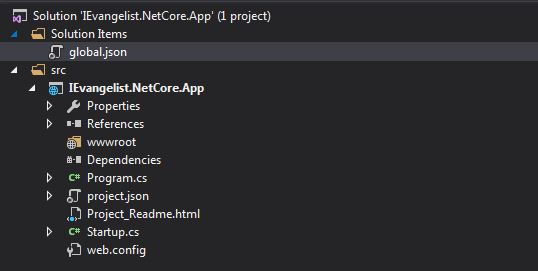 Solution 'IEvangelist.NetCore.App' (1 project)
Solution Items
global.json
src
IEvangelist.NetCore.App
Properties
References
wwwroot
Dependencies
C# Program.cs
project.json
Project_Readme.html
C# Startup.cs
web.config